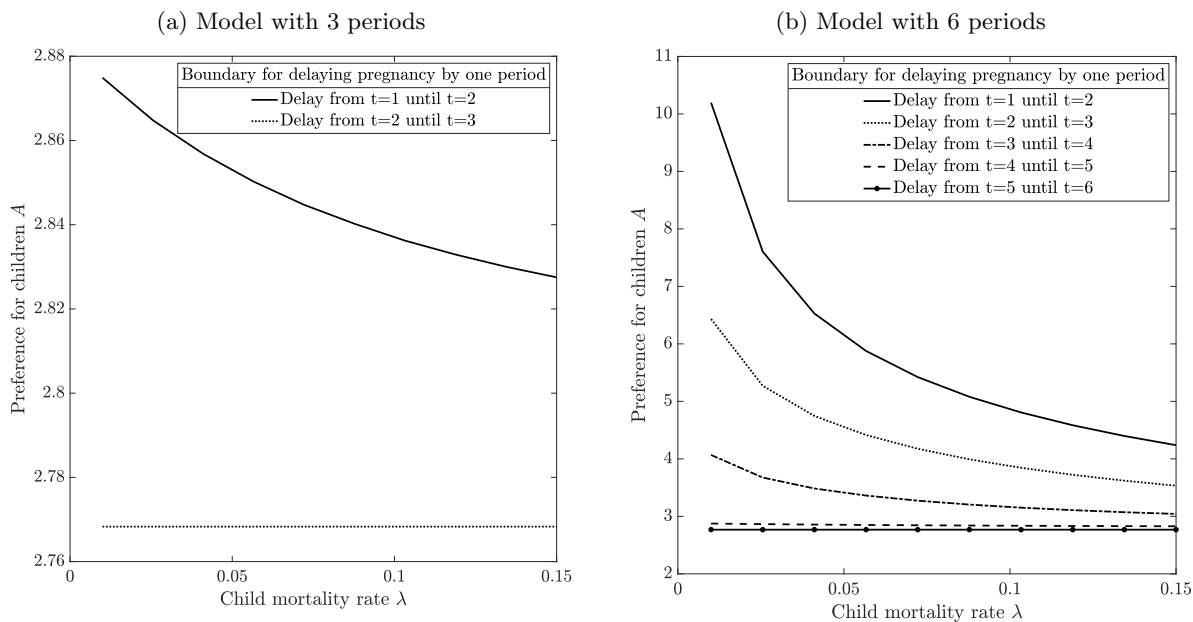 (a) Model with 3 periods
2.88
2.86
2.84
2.82
2.8
2.78
2.76
0
0.05
0.1
0.15
Preference for children A
Child mortality rate λ
Boundary for delaying pregnancy by one period
Delay from t=1 until t=2
Delay from t=2 until t=3
(b) Model with 6 periods
11
10
9
8
7
6
5
4
3
2
0
0.05
0.1
0.15
Preference for children A
Child mortality rate λ
Boundary for delaying pregnancy by one period
Delay from t=1 until t=2
Delay from t=2 until t=3
Delay from t=3 until t=4
Delay from t=4 until t=5
Delay from t=5 until t=6